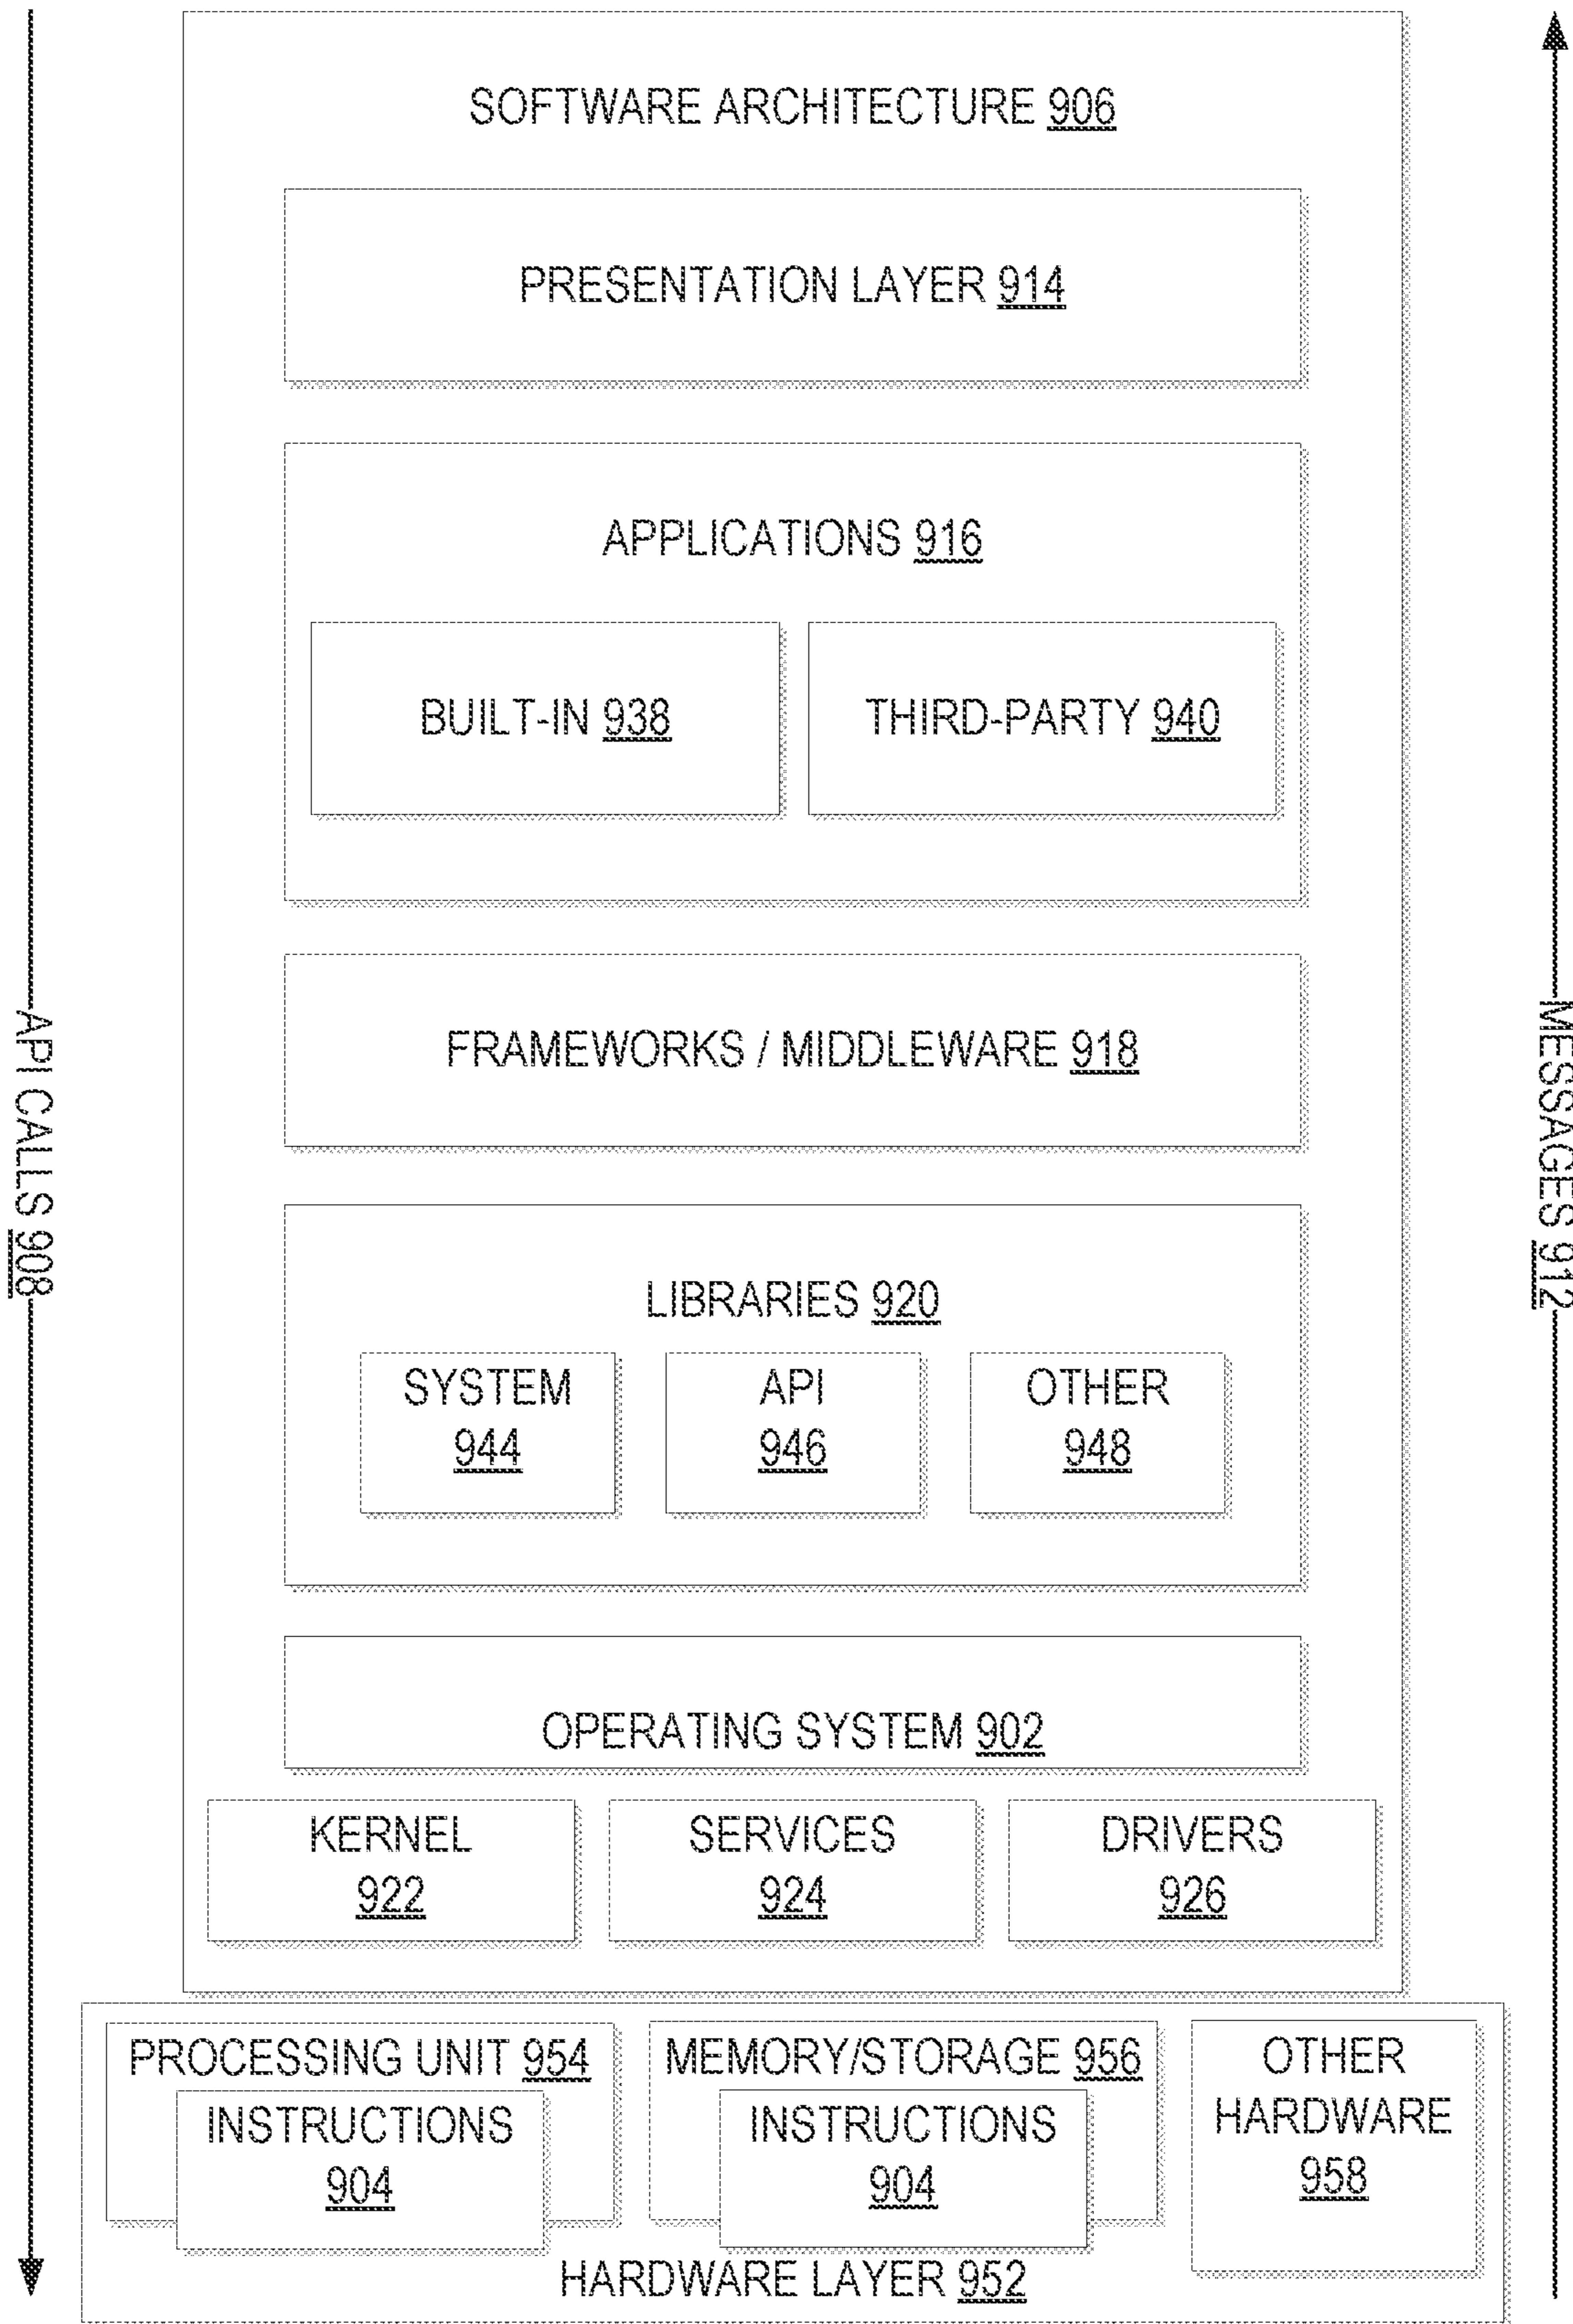 SOFTWARE ARCHITECTURE 906
PRESENTATION LAYER 914
APPLICATIONS 916
BUILT-IN 938
THIRD-PARTY 940
FRAMEWORKS / MIDDLEWARE 918
API CALLS 908
MESSAGES 912
LIBRARIES 920
SYSTEM
944
API
946
OTHER
948
OPERATING SYSTEM 902
KERNEL
922
SERVICES
924
DRIVERS
926
PROCESSING UNIT 954
INSTRUCTIONS
904
MEMORY/STORAGE 956
INSTRUCTIONS
904
OTHER
HARDWARE
958
HARDWARE LAYER 952